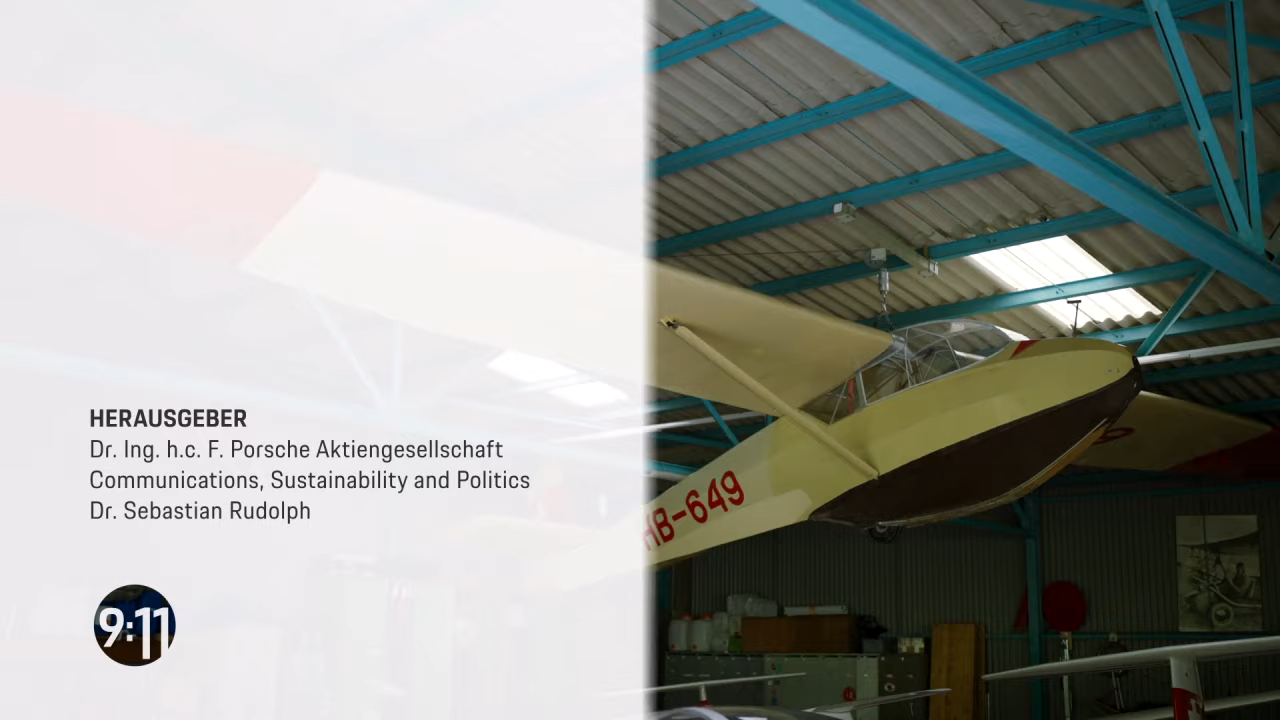 HERAUSGEBER
Dr. Ing. h.c. F. Porsche Aktiengesellschaft
Communications, Sustainability and Politics
Dr. Sebastian Rudolph
9:11
HB-649